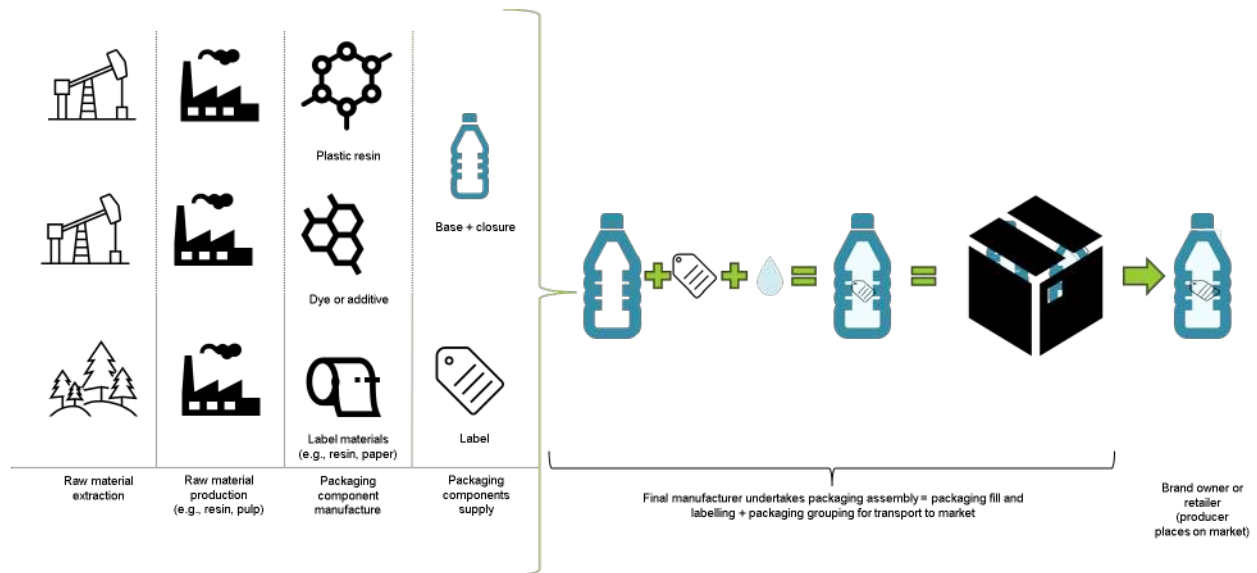 Plastic resin
Base + closure
Dye or additive
Label materials
(e.g., resin, paper)
Label
Raw material
extraction
Raw material
production
(e.g., resin, pulp)
Packaging
component
manufacture
Packaging
components
supply
Final manufacturer undertakes packaging assembly = packaging fill and
labelling + packaging grouping for transport to market
Brand owner or
retailer
(producer
places on market)